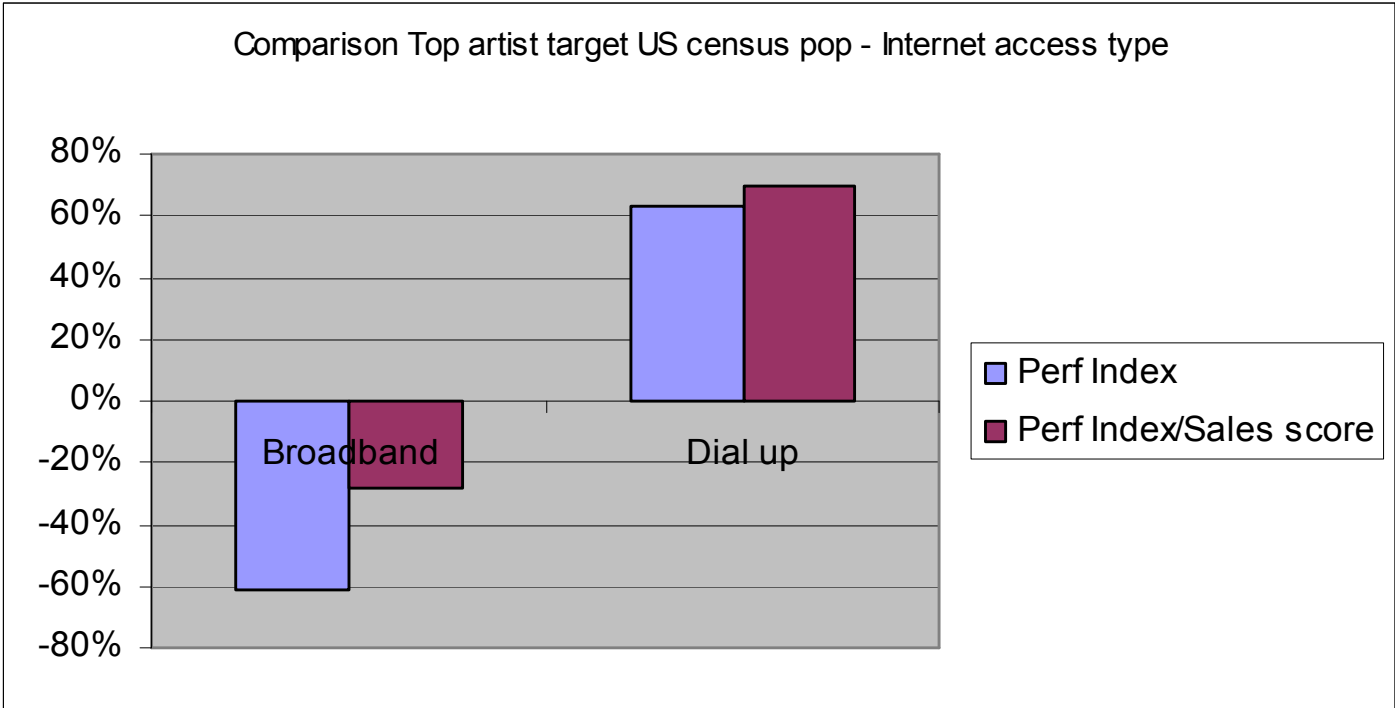 Comparison Top artist target US census pop - Internet access type
80%
60%
40%
20%
0%
-20%
-40%
-60%
-80%
Broadband
Dial up
Perf Index
Perf Index/Sales score